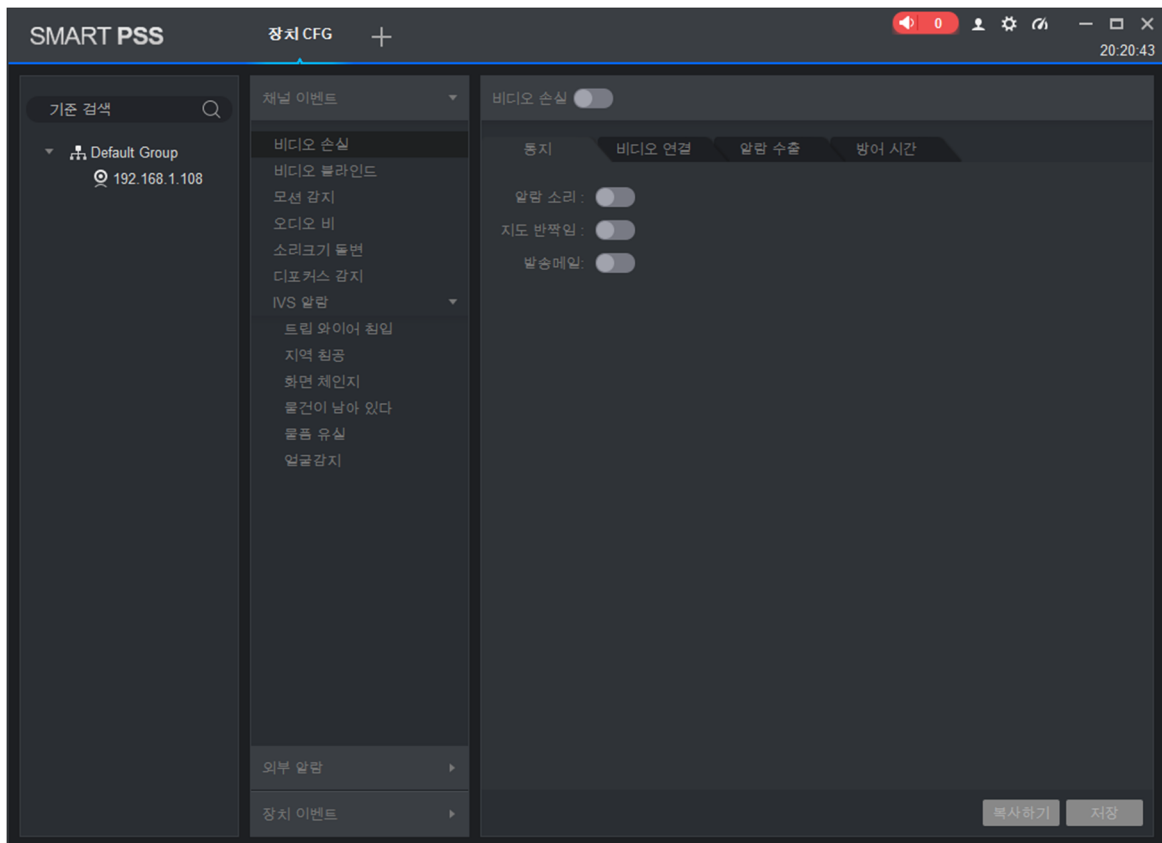 SMART PSS
장치 CFG
0
20:20:43
기준 검색
Default Group
192.168.1.108
채널 이벤트
비디오 손실
비디오 블라인드
모션 감지
오디오 비
소리크기 돌변
디포커스 감지
IVS 알람
트립 와이어 침입
지역 침공
화면 체인지
물건이 남아 있다
물품 유실
얼굴감지
외부 알람
장치 이벤트
비디오 손실
통지
비디오 연결
알람 수출
방어 시간
알람 소리 :
지도 반짝임 :
발송메일:
복사하기
저장